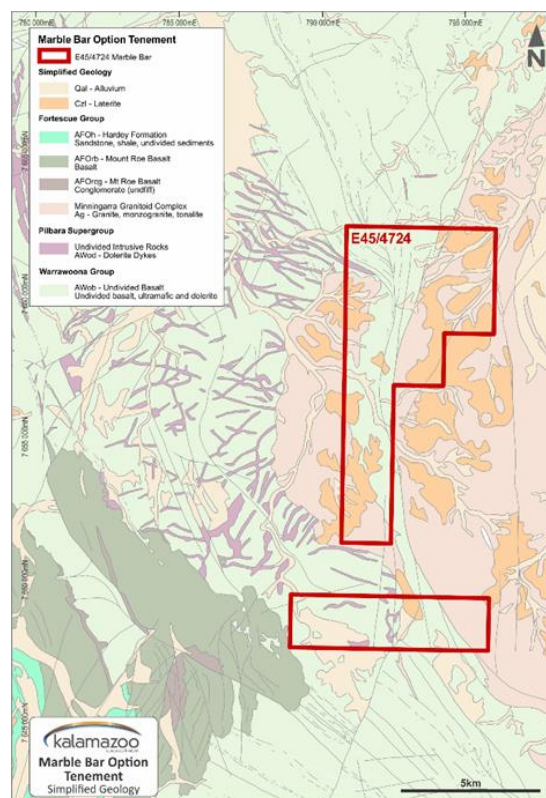 780 000mE
785 000mE
790 000mE
795 000mE
Marble Bar Option Tenement
E45/4724 Marble Bar
Simplified Geology
Qal - Alluvium
Czl - Laterite
Fortescue Group
AFOh - Hardey Formation
Sandstone, shale, undivided sediments
AFOrb - Mount Roe Basalt
Basalt
AFOrcg - Mt Roe Basalt
Conglomerate (undiff)
Minningarra Granitoid Complex
Ag - Granite, monzogranite, tonalite
Pilbara Supergroup
Undivided Intrusive Rocks
AWod - Dolerite Dykes
Warrawoona Group
AWob - Undivided Basalt
Undivided basalt, ultramafic and dolerite
N
E45/4724
7 655 000mN
kalamazoo
Marble Bar Option
Tenement
Simplified Geology
5km